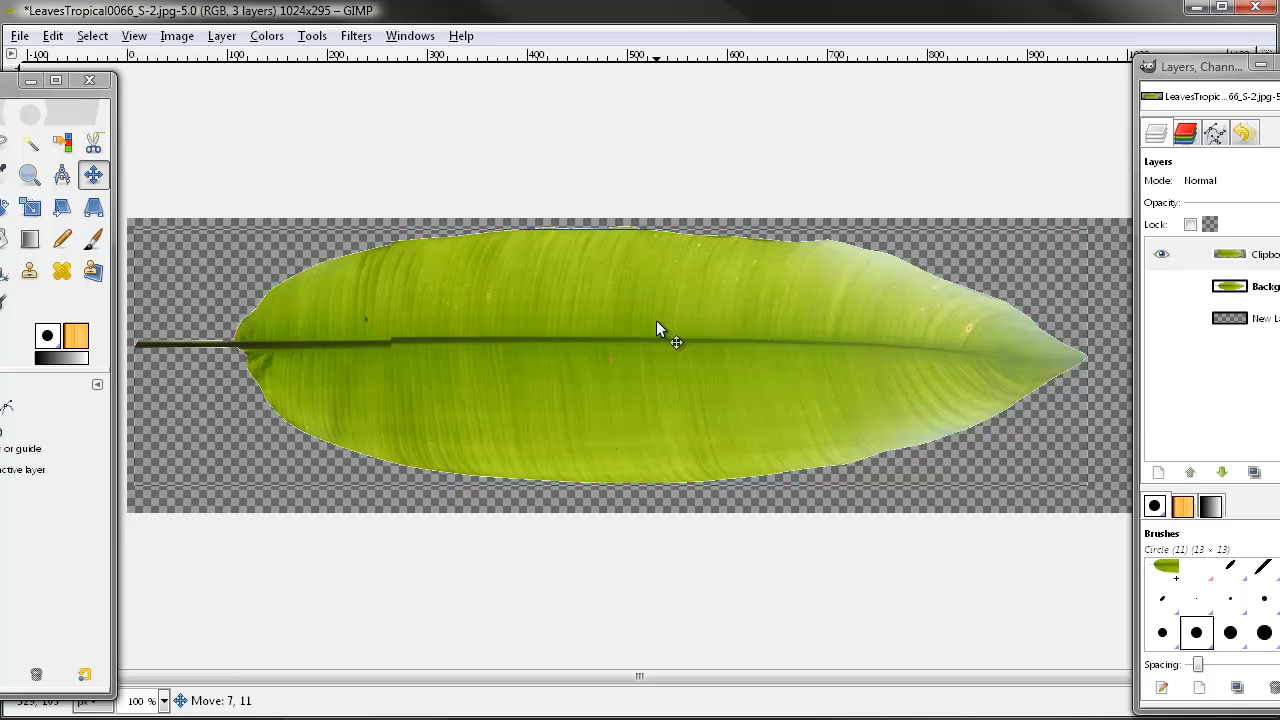 *LeavesTropical0066_S-2.jpg-5.0 (RGB, 3 layers) 1024x295 – GIMP
File Edit Select View Image Layer Colors Tools Filters Windows Help
-100 0 100 200 300 400 500 600 700 800 900
Layers, Chann...
LeavesTropic...66_S-2.jpg-5
Layers
Mode: Normal
Opacity:
Lock:
Clipbo
Backg
New L
or guide
active layer
Brushes
Circle (11) (13 × 13)
Spacing:
px
100 %
Move: 7, 11